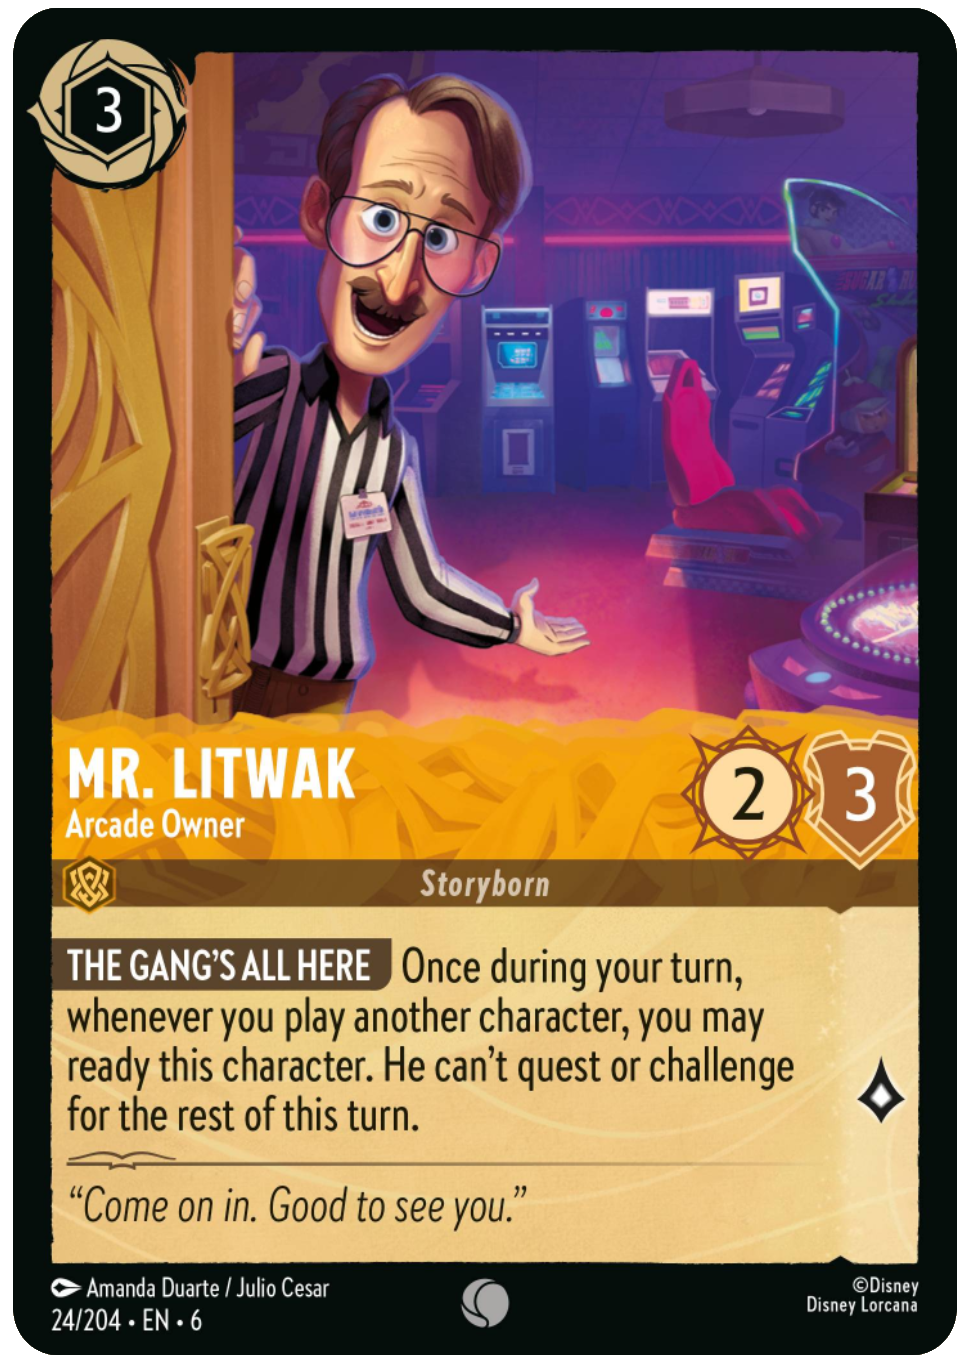 3
MR. LITWAK
Arcade Owner
2
3
Storyborn
THE GANG'S ALL HERE Once during your turn,
whenever you play another character, you may
ready this character. He can't quest or challenge
for the rest of this turn.
“Come on in. Good to see you.”
Amanda Duarte / Julio Cesar
24/204 • EN • 6
©Disney
Disney Lorcana